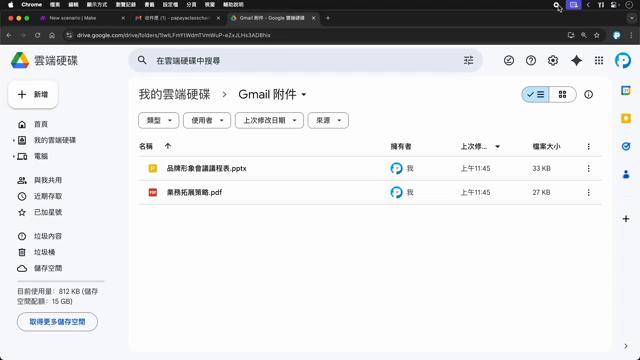 Chrome 檔案 編輯 顯示方式 瀏覽記錄 書籤 設定檔 分頁 視窗 輔助說明
New scenario | Make
Gmail 附件 - Google 雲端硬碟
drive.google.com/drive/folders/
雲端硬碟
在雲端硬碟中搜尋
新增
我的雲端硬碟 > Gmail 附件
類型 使用者 上次修改日期 來源
首頁
我的雲端硬碟
電腦
與我共用
近期存取
已加星號
垃圾內容
垃圾桶
儲存空間
目前使用量：812 KB (儲存
空間配額：15 GB)
取得更多儲存空間
名稱 擁有者 上次修... 檔案大小
品牌形象會議議程表.pptx 我 上午11:45 33 KB
PDF 業務拓展策略.pdf 我 上午11:45 27 KB